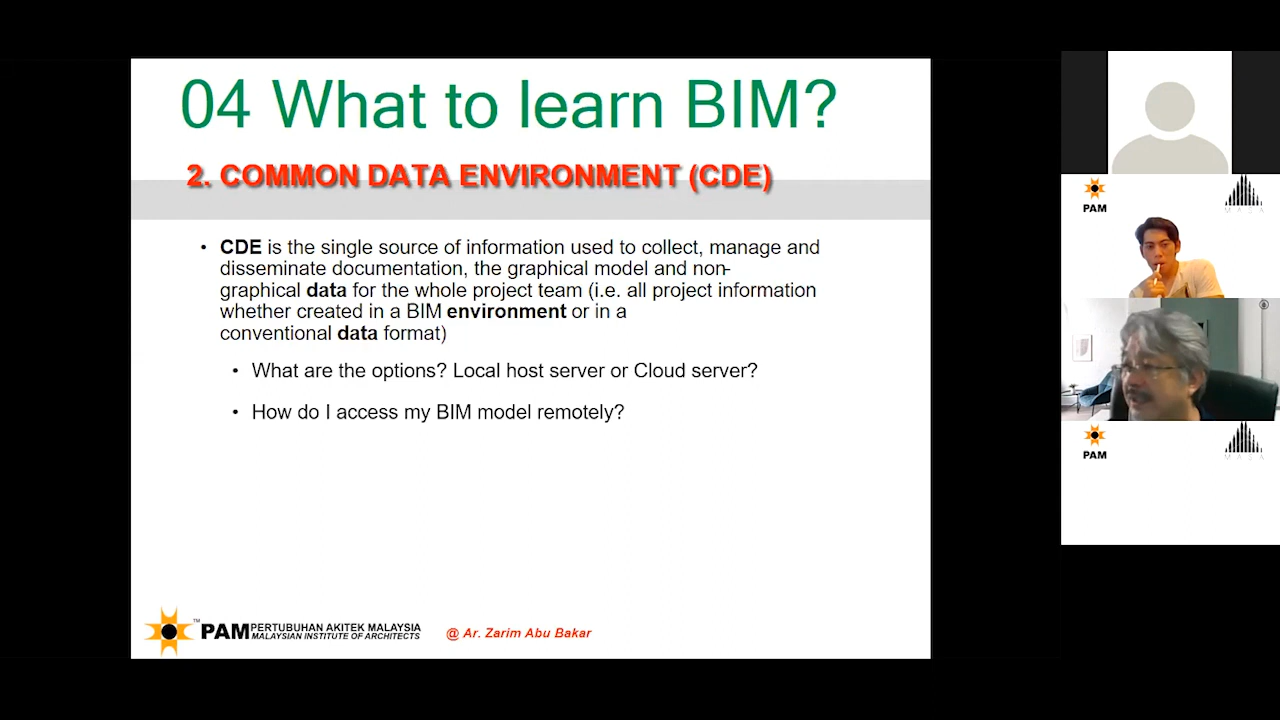 04 What to learn BIM?
2. COMMON DATA ENVIRONMENT (CDE)
• CDE is the single source of information used to collect, manage and
disseminate documentation, the graphical model and non-
graphical data for the whole project team (i.e. all project information
whether created in a BIM environment or in a
conventional data format)
• What are the options? Local host server or Cloud server?
• How do I access my BIM model remotely?
™
PAM
PERTUBUHAN AKITEK MALAYSIA
MALAYSIAN INSTITUTE OF ARCHITECTS
@ Ar. Zarim Abu Bakar
PAM
PAM